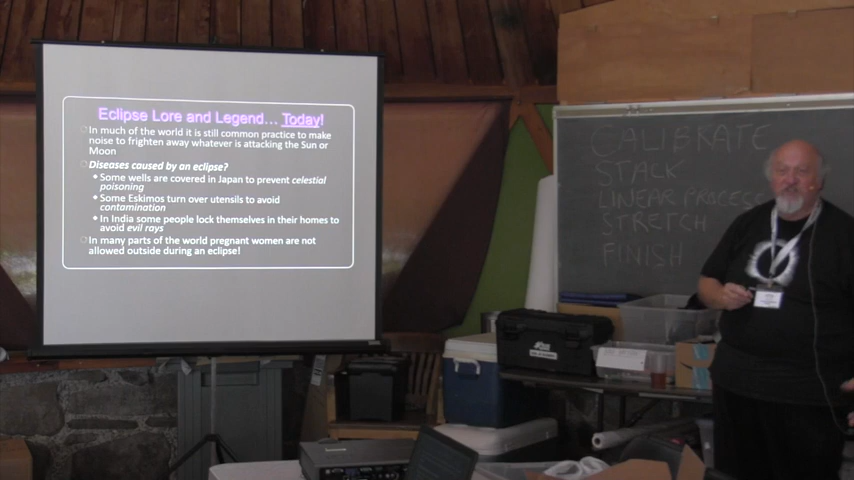 Eclipse Lore and Legend... Today!
In much of the world it is still common practice to make
noise to frighten away whatever is attacking the Sun or
Moon
Diseases caused by an eclipse?
Some wells are covered in Japan to prevent celestial
poisoning
Some Eskimos turn over utensils to avoid
contamination
In India some people lock themselves in their homes to
avoid evil rays
In many parts of the world pregnant women are not
allowed outside during an eclipse!
CALIBRATE
STACK
LINEAR PROCESS
STRETCH
FINISH